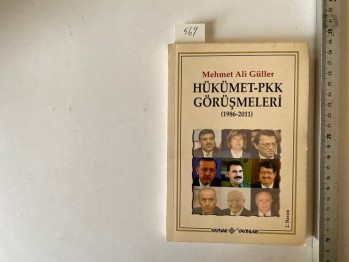 567
Mehmet Ali Güller
HÜKÜMET-PKK
GÖRÜŞMELERİ
(1986-2011)
2. Basım
KAYNAK YAYINLARI